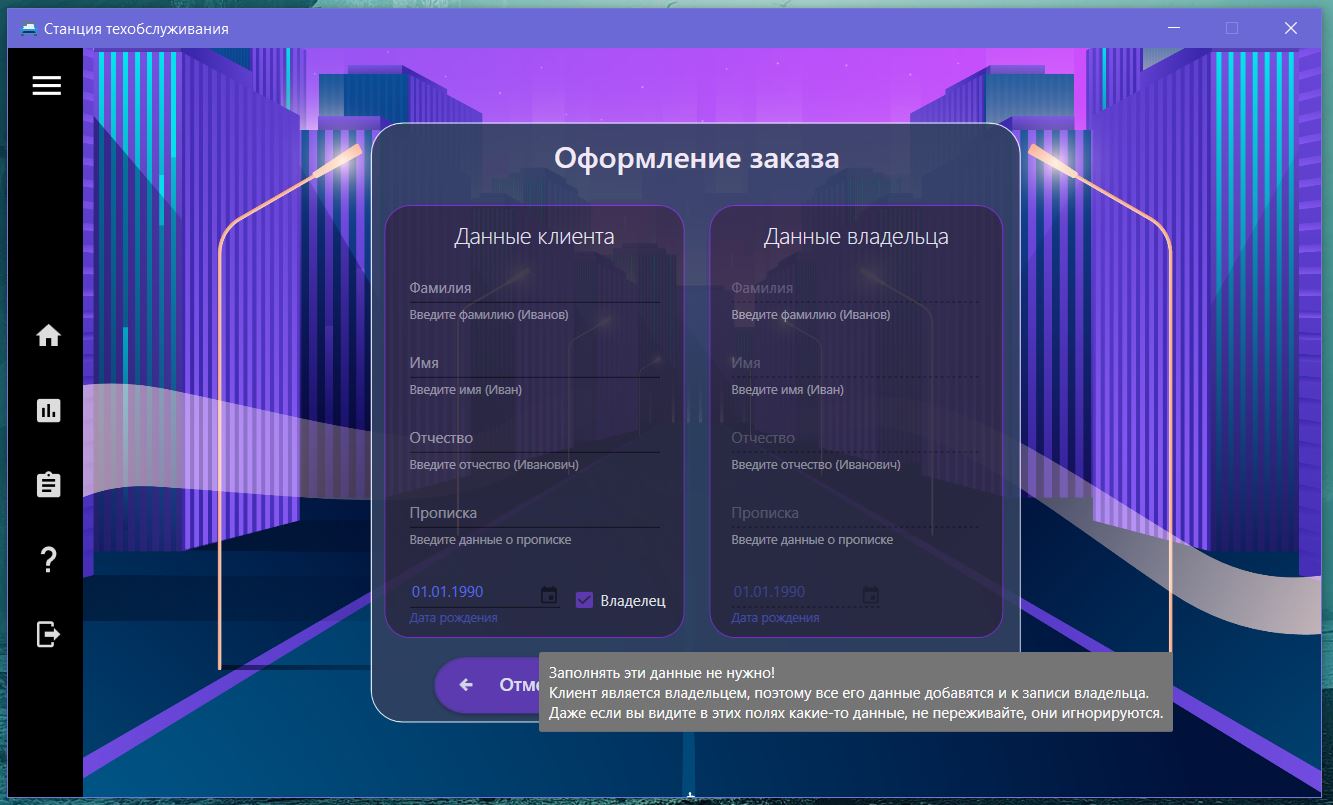 Станция техобслуживания
Оформление заказа
Данные клиента
Фамилия
Введите фамилию (Иванов)
Имя
Введите имя (Иван)
Отчество
Введите отчество (Иванович)
Прописка
Введите данные о прописке
01.01.1990
Дата рождения
Владелец
Данные владельца
Фамилия
Введите фамилию (Иванов)
Имя
Введите имя (Иван)
Отчество
Введите отчество (Иванович)
Прописка
Введите данные о прописке
01.01.1990
Дата рождения
Заполнять эти данные не нужно!
Клиент является владельцем, поэтому все его данные добавятся и к записи владельца.
Даже если вы видите в этих полях какие-то данные, не переживайте, они игнорируются.